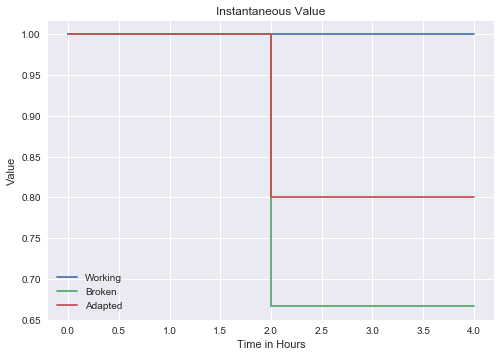 Instantaneous Value
1.00
0.95
0.90
0.85
0.80
0.75
0.70
0.65
Value
Working
Broken
Adapted
0.0 0.5 1.0 1.5 2.0 2.5 3.0 3.5 4.0
Time in Hours